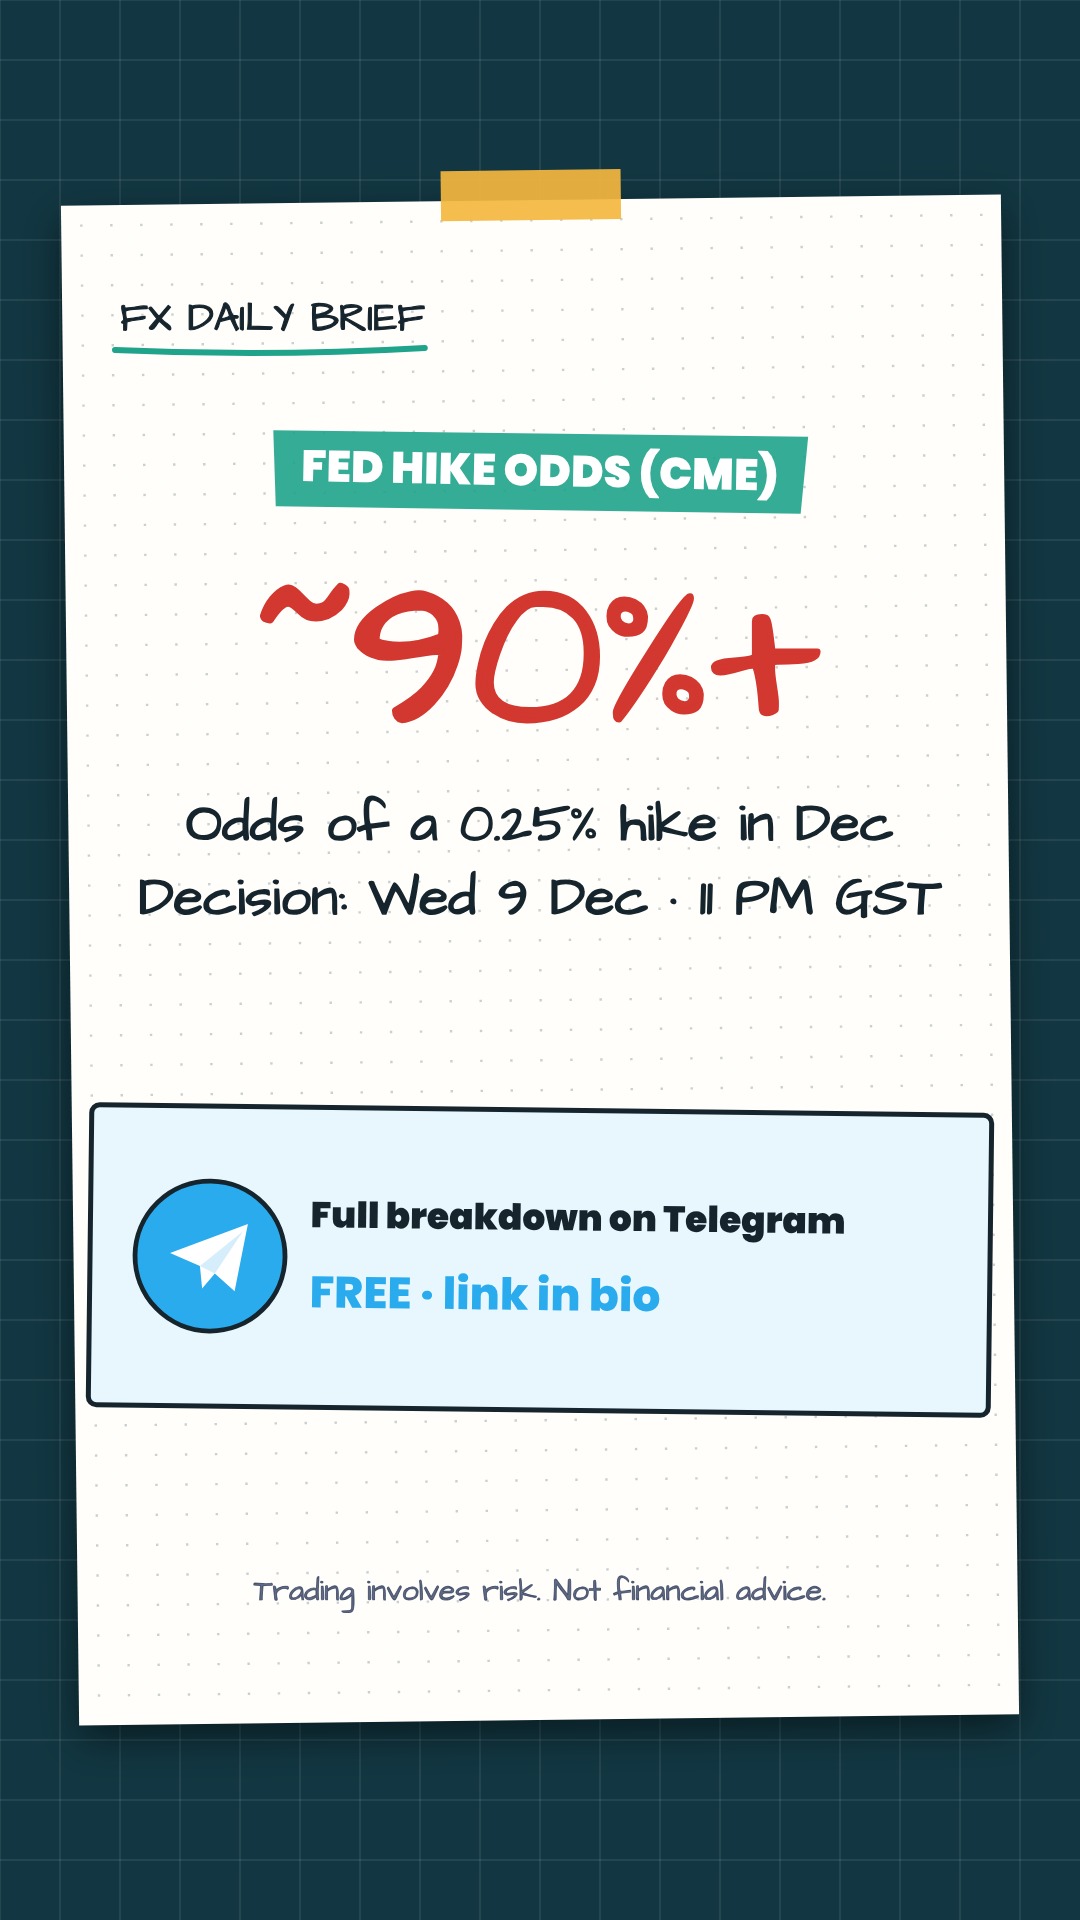 FX DAILY BRIEF
FED HIKE ODDS (CME)
~90%+
Odds of a 0.25% hike in Dec
Decision: Wed 9 Dec · 11 PM GST
Full breakdown on Telegram
FREE · link in bio
Trading involves risk. Not financial advice.